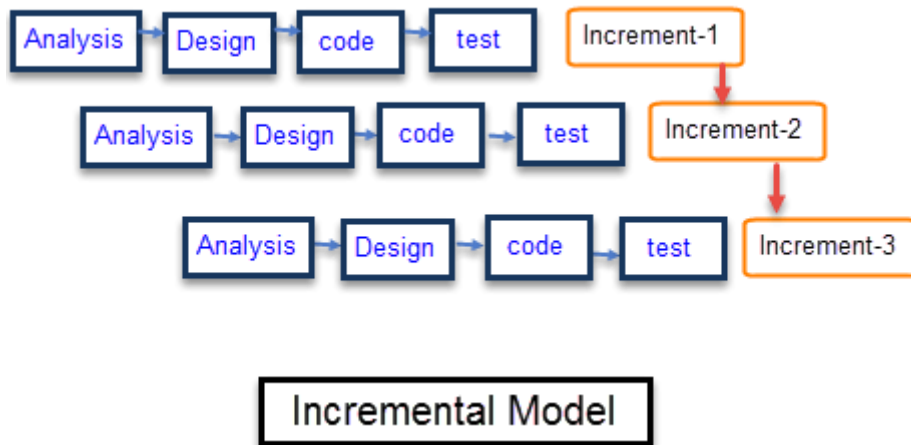 Analysis Design code test Increment-1
Analysis Design code test Increment-2
Analysis Design code test Increment-3
Incremental Model